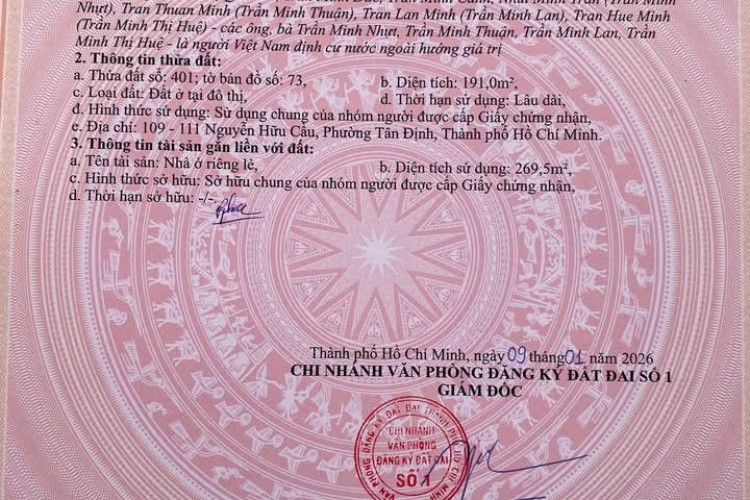 Nhựt), Tran Thuan Minh (Trần Minh Thuận), Tran Lan Minh (Trần Minh Lan), Tran Hue Minh
(Trần Minh Thị Huệ) - các ông, bà Trần Minh Nhựt, Trần Minh Thuận, Trần Minh Lan, Trần
Minh Thị Huệ - là người Việt Nam định cư nước ngoài hưởng giá trị
2. Thông tin thửa đất:
a. Thửa đất số: 401; tờ bản đồ số: 73,
b. Diện tích: 191,0m²,
c. Loại đất: Đất ở tại đô thị,
d. Thời hạn sử dụng: Lâu dài,
đ. Hình thức sử dụng: Sử dụng chung của nhóm người được cấp Giấy chứng nhận,
e. Địa chỉ: 109 - 111 Nguyễn Hữu Cầu, Phường Tân Định, Thành phố Hồ Chí Minh.
3. Thông tin tài sản gắn liền với đất:
a. Tên tài sản: Nhà ở riêng lẻ,
b. Diện tích sử dụng: 269,5m²,
c. Hình thức sở hữu: Sở hữu chung của nhóm người được cấp Giấy chứng nhận,
d. Thời hạn sở hữu: -/-.
Thành phố Hồ Chí Minh, ngày 09 tháng 01 năm 2026
CHI NHÁNH VĂN PHÒNG ĐĂNG KÝ ĐẤT ĐAI SỐ 1
GIÁM ĐỐC
CHI NHÁNH
VĂN PHÒNG
ĐĂNG KÝ ĐẤT ĐAI
SỐ 1